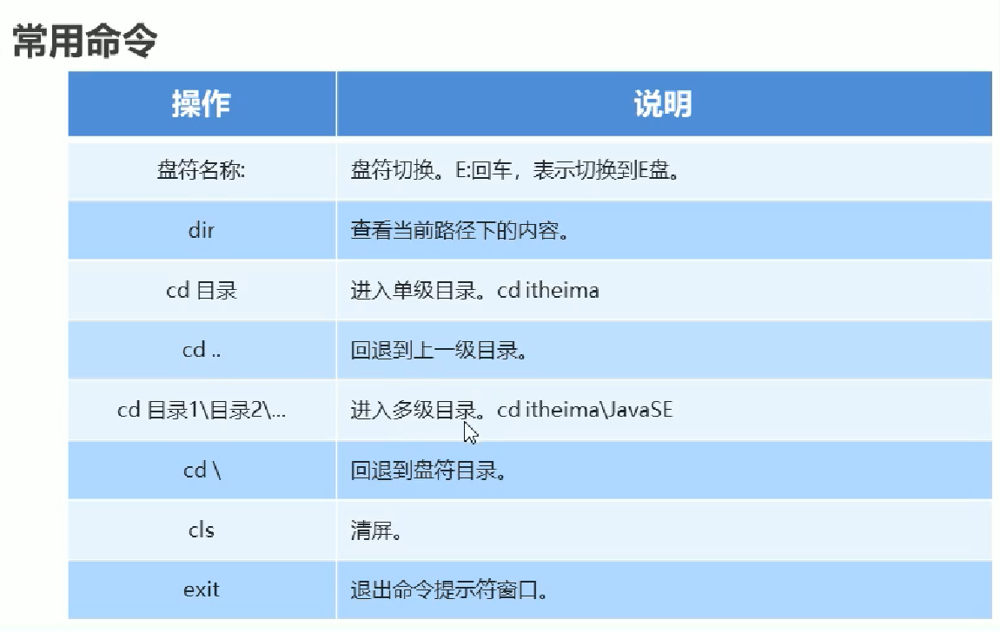 常用命令
操作 说明
盘符名称: 盘符切换。E:回车，表示切换到E盘。
dir 查看当前路径下的内容。
cd 目录 进入单级目录。cd itheima
cd .. 回退到上一级目录。
cd 目录1\目录2\... 进入多级目录。cd itheima\JavaSE
cd \ 回退到盘符目录。
cls 清屏。
exit 退出命令提示符窗口。